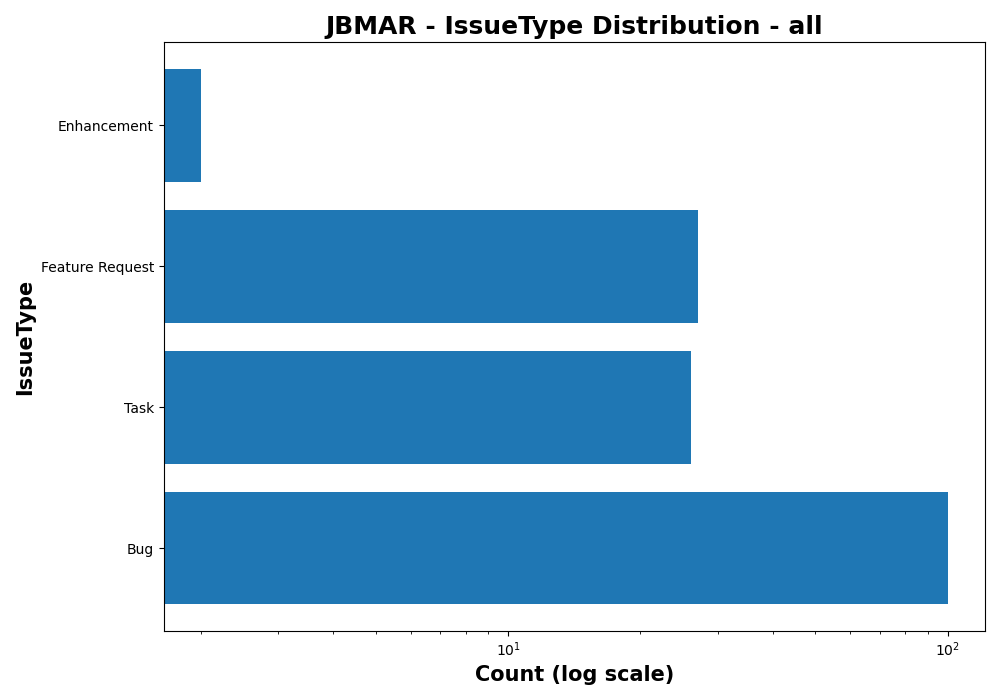 JBMAR - IssueType Distribution - all
Enhancement
Feature Request
Task
Bug
IssueType
10¹
10²
Count (log scale)